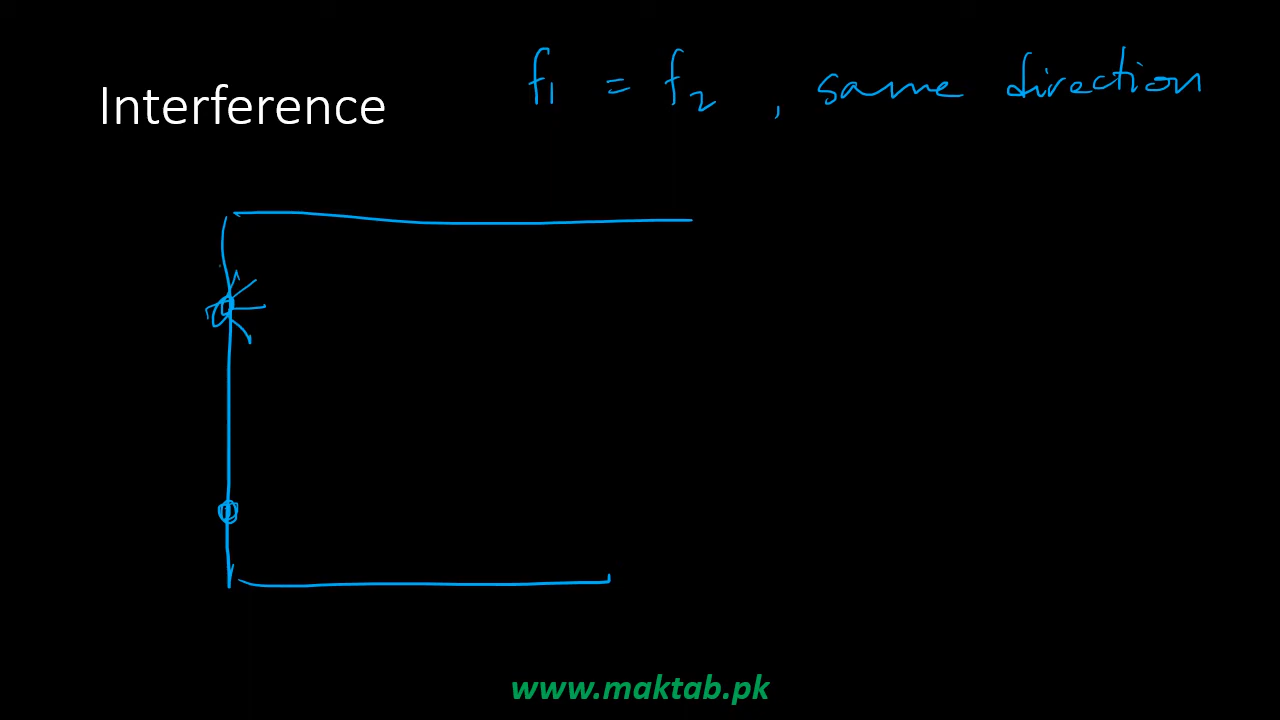 f1 = f2 , same direction
Interference
www.maktab.pk